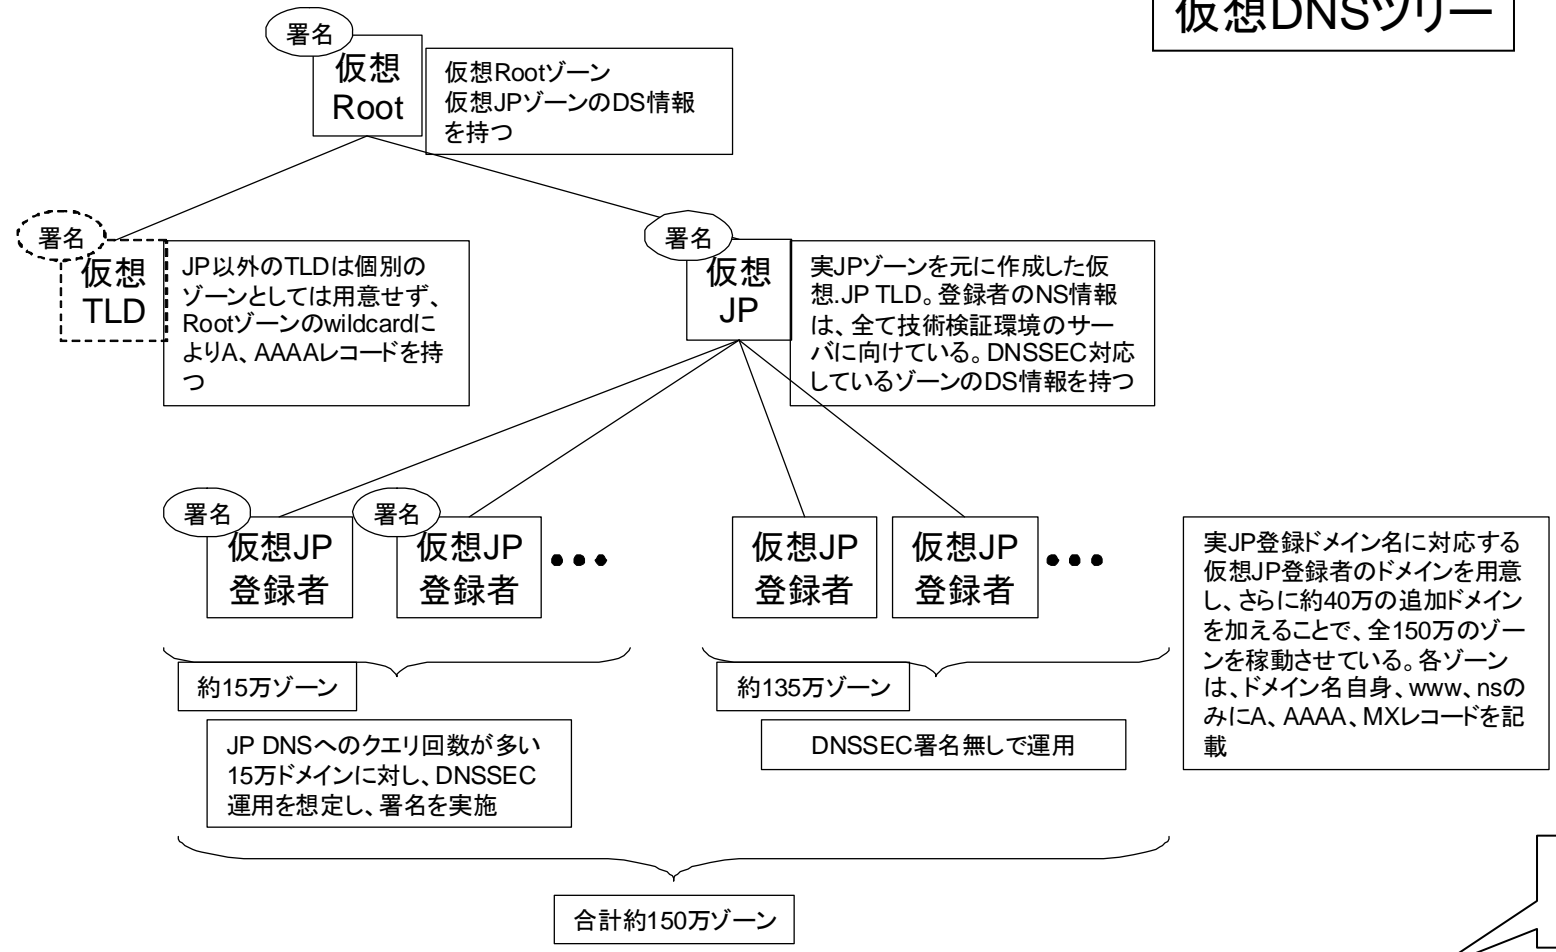 仮想DNSツリー
署名
仮想
Root
仮想Rootゾーン
仮想JPゾーンのDS情報
を持つ
署名
仮想
TLD
JP以外のTLDは個別の
ゾーンとしては用意せず、
Rootゾーンのwildcardに
よりA、AAAAレコードを持
つ
署名
仮想
JP
実JPゾーンを元に作成した仮
想.JP TLD。登録者のNS情報
は、全て技術検証環境のサー
バに向けている。DNSSEC対応
しているゾーンのDS情報を持つ
署名
仮想JP
登録者
署名
仮想JP
登録者
•••
仮想JP
登録者
仮想JP
登録者
•••
実JP登録ドメイン名に対応する
仮想JP登録者のドメインを用意
し、さらに約40万の追加ドメイン
を加えることで、全150万のゾー
ンを稼動させている。各ゾーン
は、ドメイン名自身、www、nsの
みにA、AAAA、MXレコードを記
載
約15万ゾーン
約135万ゾーン
JP DNSへのクエリ回数が多い
15万ドメインに対し、DNSSEC
運用を想定し、署名を実施
DNSSEC署名無しで運用
合計約150万ゾーン